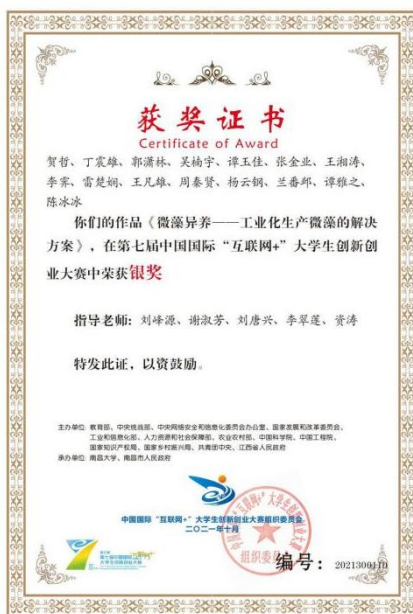 获奖证书
Certificate of Award
贺哲、丁震雄、郭潇林、吴楠宇、谭玉佳、张金业、王湘涛、
李霁、雷楚娴、王凡雄、周秦贤、杨云钢、兰番郯、谭雅之、
陈冰冰
你们的作品《微藻异养——工业化生产微藻的解决
方案》，在第七届中国国际“互联网+”大学生创新创
业大赛中荣获银奖
指导老师：刘峰源、谢淑芳、刘唐兴、李翠莲、资涛
特发此证，以资鼓励。
主办单位：教育部、中央统战部、中央网络安全和信息化委员会办公室、国家发展和改革委员会、
工业和信息化部、人力资源和社会保障部、农业农村部、中国科学院、中国工程院、
国家知识产权局、国家乡村振兴局、共青团中央、江西省人民政府
承办单位：南昌大学、南昌市人民政府
中国国际“互联网+”大学生创新创业大赛组织委员会
二〇二一年十月
编号：